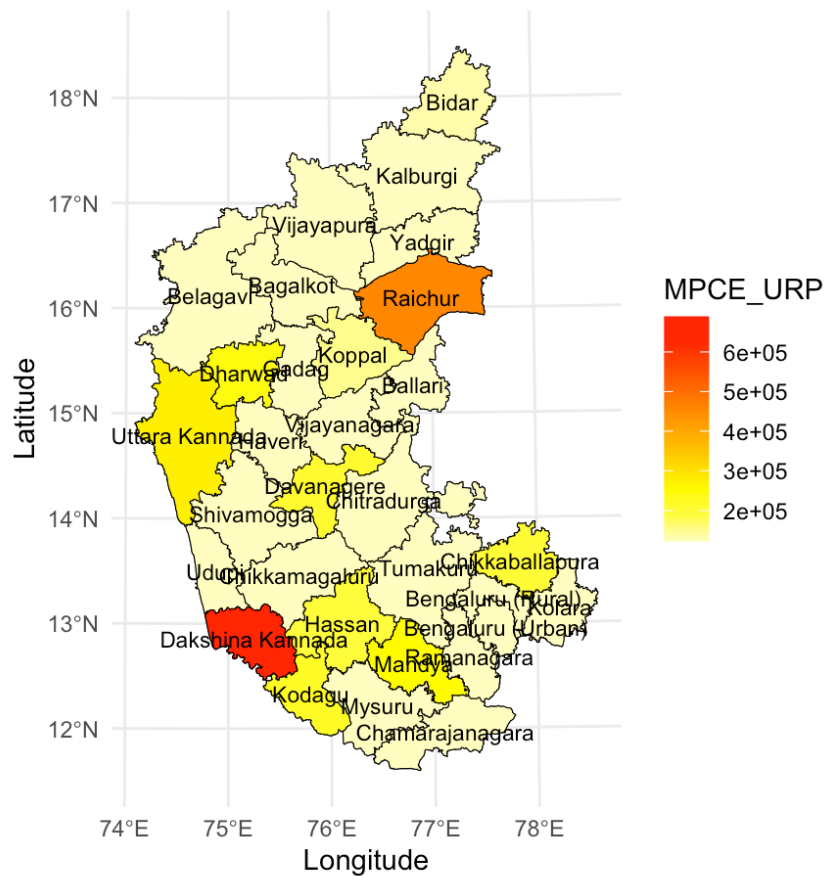 18°N
17°N
16°N
15°N
14°N
13°N
12°N
Latitude
74°E
75°E
76°E
77°E
78°E
Longitude
Bidar
Kalburgi
Vijayapura
Yadgir
Bagalkot
Belagavi
Raichur
Koppal
Gadag
Dharwad
Ballari
Vijayanagara
Uttara Kannada
Haveri
Davanagere
Chitradurga
Shivamogga
Chikkaballapura
Tumakuru
Udupi
Chikkamagaluru
Bengaluru (Rural)
Kolara
Hassan
Bengaluru (Urban)
Dakshina Kannada
Ramanagara
Mandya
Kodagu
Mysuru
Chamarajanagara
MPCE_URP
6e+05
5e+05
4e+05
3e+05
2e+05